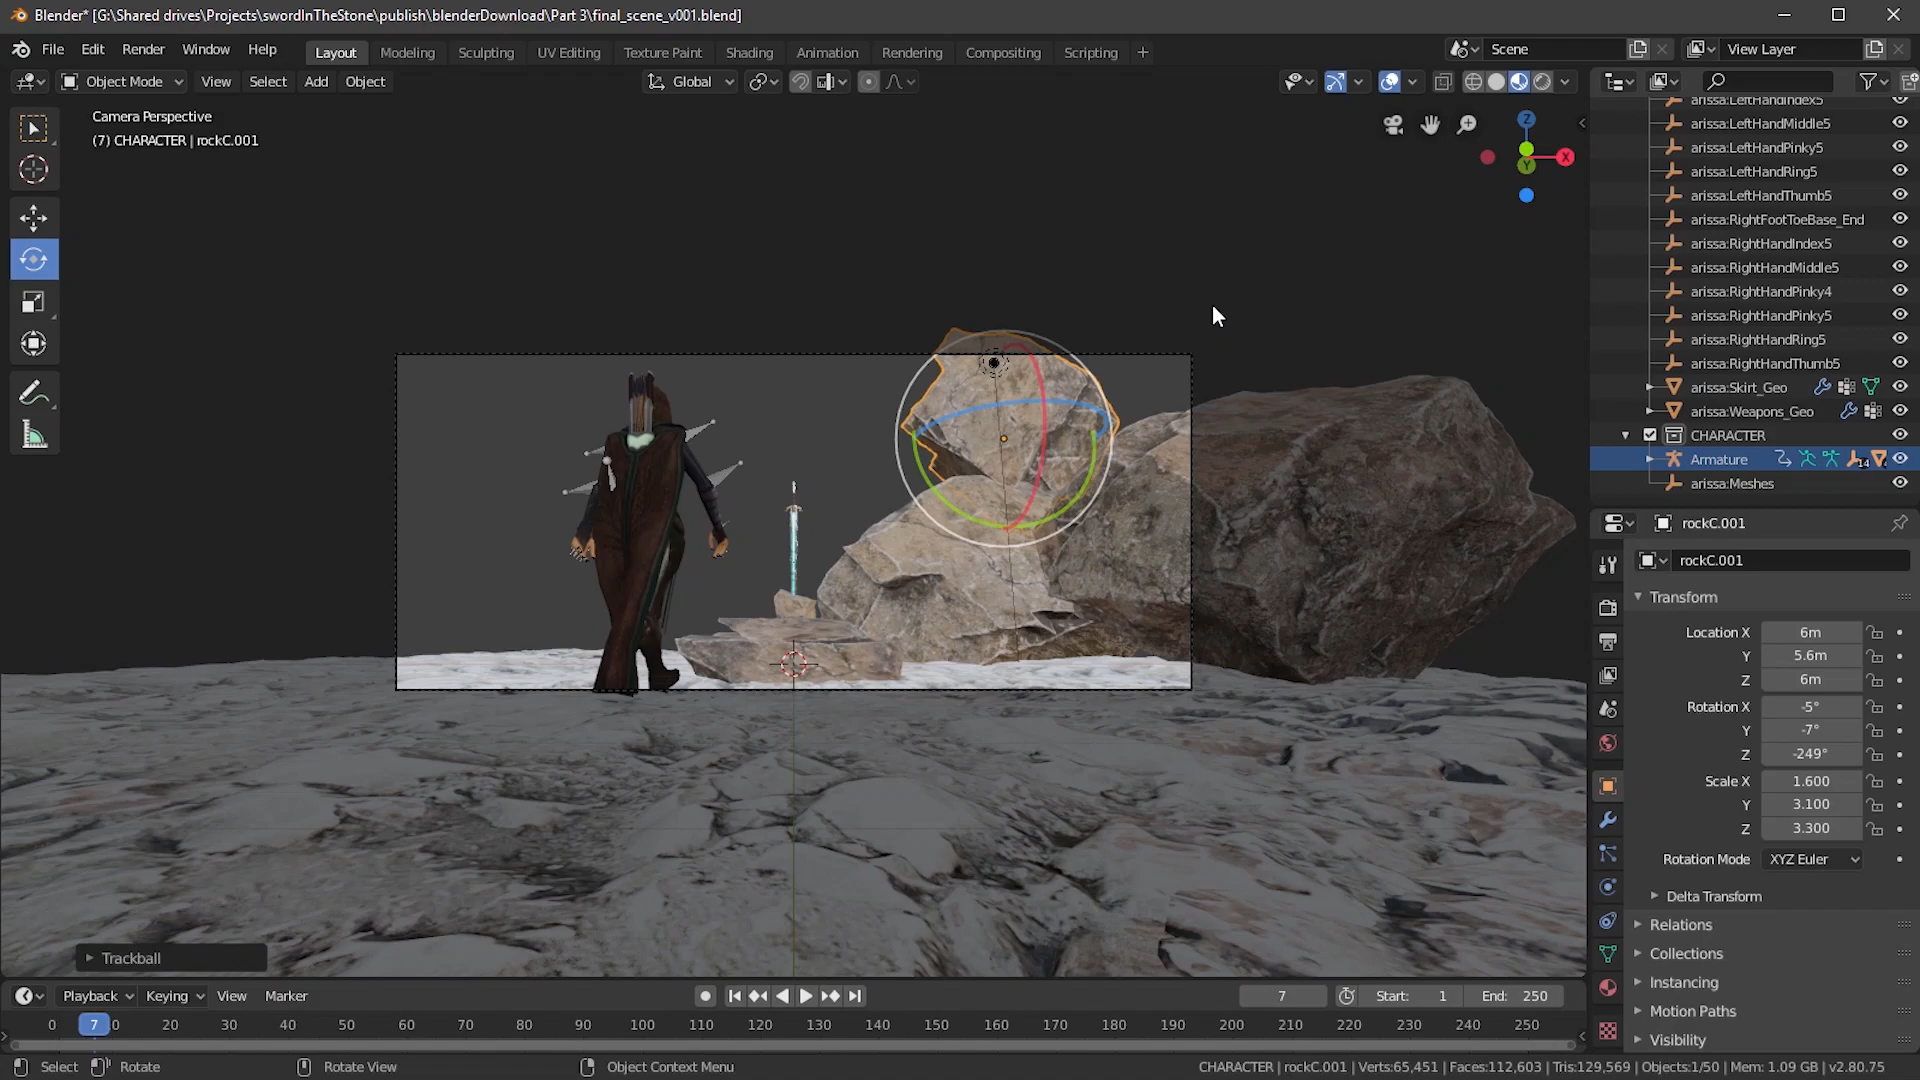 Blender* [G:\Shared drives\Projects\swordInTheStone\publish\blenderDownload\Part 3\final_scene_v001.blend]
File Edit Render Window Help
Layout Modeling Sculpting UV Editing Texture Paint Shading Animation Rendering Compositing Scripting
Scene
View Layer
Object Mode View Select Add Object
Global
Camera Perspective
(7) CHARACTER | rockC.001
Z
X
Y
arissa:LeftHandIndex5
arissa:LeftHandMiddle5
arissa:LeftHandPinky5
arissa:LeftHandRing5
arissa:LeftHandThumb5
arissa:RightFootToeBase_End
arissa:RightHandIndex5
arissa:RightHandMiddle5
arissa:RightHandPinky4
arissa:RightHandPinky5
arissa:RightHandRing5
arissa:RightHandThumb5
arissa:Skirt_Geo
arissa:Weapons_Geo
CHARACTER
Armature 14
arissa:Meshes
rockC.001
rockC.001
Transform
Location X 6m
Y 5.6m
Z 6m
Rotation X -5°
Y -7°
Z -249°
Scale X 1.600
Y 3.100
Z 3.300
Rotation Mode XYZ Euler
Delta Transform
Relations
Collections
Instancing
Motion Paths
Visibility
Trackball
Playback Keying View Marker
7 Start: 1 End: 250
0 7 0 20 30 40 50 60 70 80 90 100 110 120 130 140 150 160 170 180 190 200 210 220 230 240 250
Select Rotate Rotate View Object Context Menu
CHARACTER | rockC.001 | Verts:65,451 | Faces:112,603 | Tris:129,569 | Objects:1/50 | Mem: 1.09 GB | v2.80.75